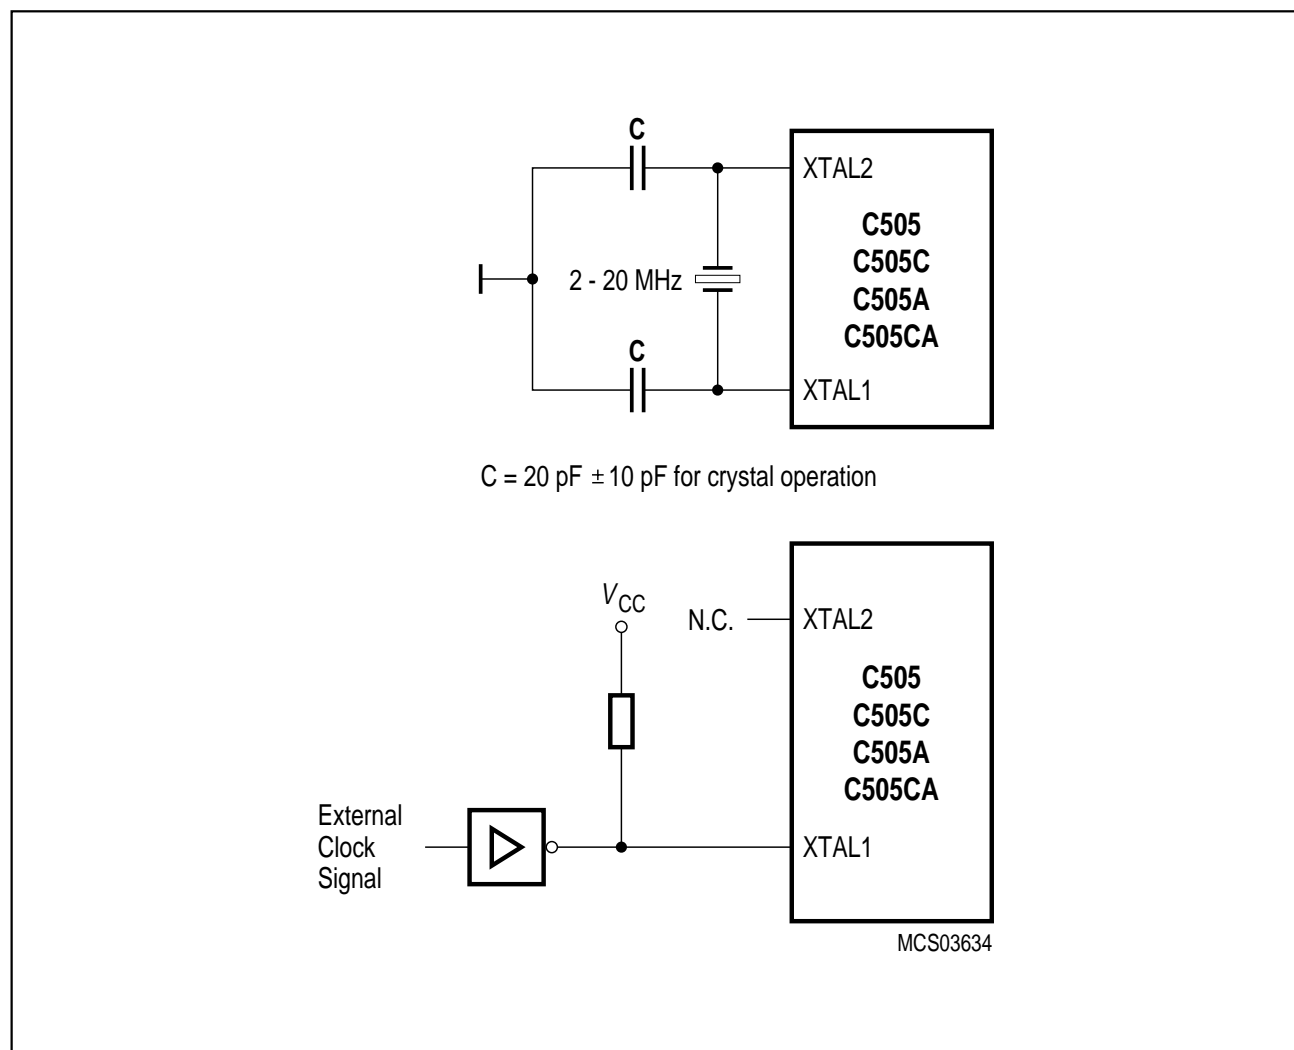 C
XTAL2
C505
C505C
2 - 20 MHz
C505A
C505CA
C
XTAL1
C = 20 pF ± 10 pF for crystal operation
VCC
N.C.
XTAL2
C505
C505C
C505A
C505CA
External
Clock
Signal
XTAL1
MCS03634